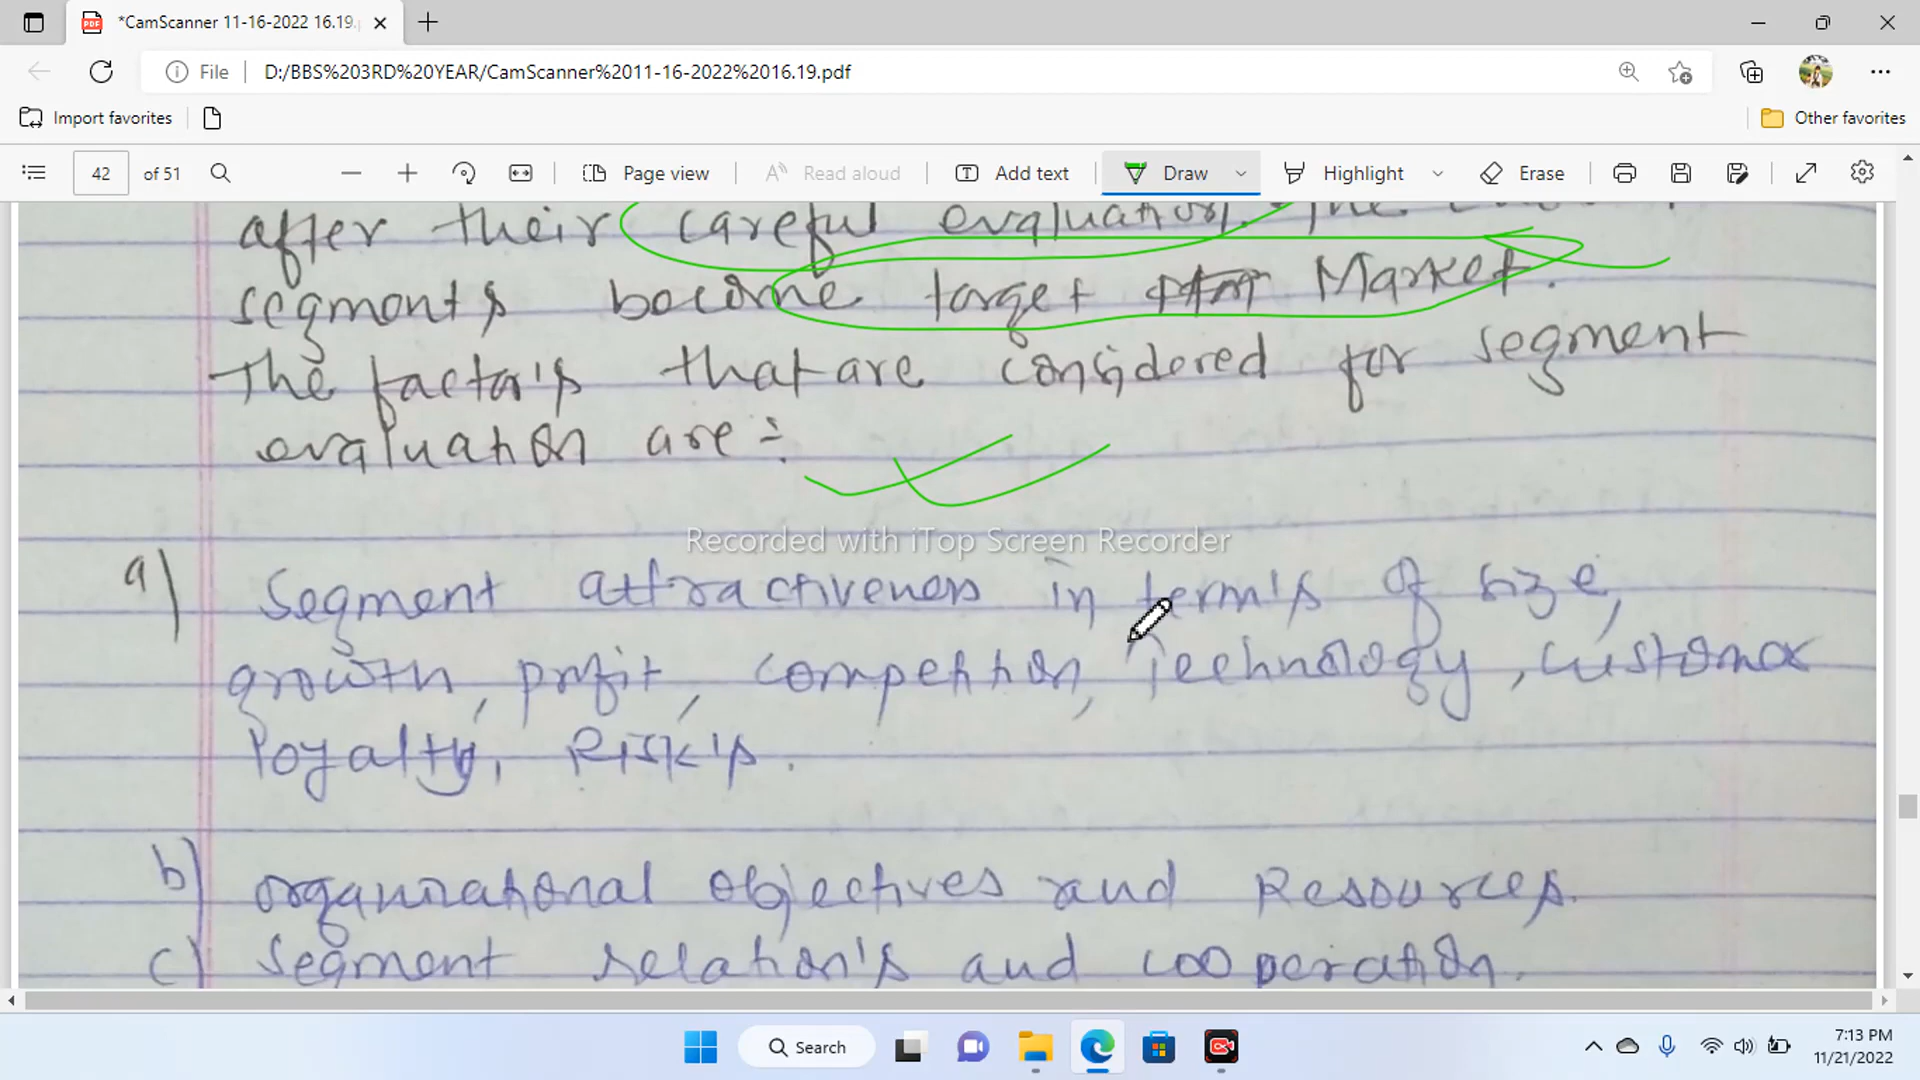 *CamScanner 11-16-2022 16.19.
File D:/BBS%203RD%20YEAR/CamScanner%2011-16-2022%2016.19.pdf
Import favorites
Other favorites
42 of 51 Page view Read aloud Add text Draw Highlight Erase
after their careful evaluation. The
segments become target Market.
The factor's that are considered for segment
evaluation are :-
Recorded with iTop Screen Recorder
a) Segment attractiveness in term's of size,
growth, profit, competition, Technology, customer
loyalty, Risk's.
b) organizational objectives and Resources.
c) segment relation's and cooperation.
Search
7:13 PM
11/21/2022